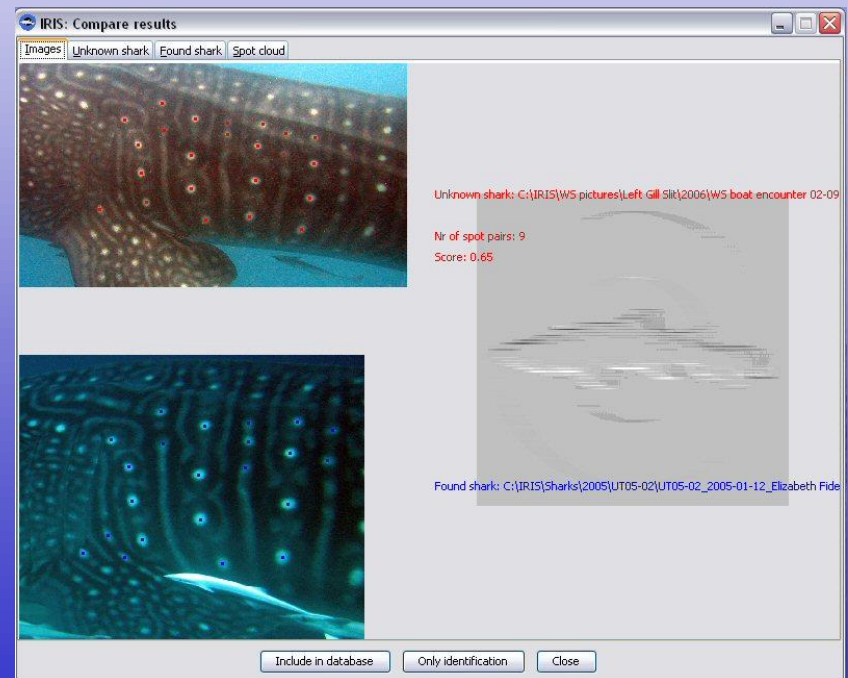 IRIS: Compare results
Images Unknown shark Found shark Spot cloud
Unknown shark: C:\IRIS\WS pictures\Left Gill Slit\2006\WS boat encounter 02-09
Nr of spot pairs: 9
Score: 0.65
Found shark: C:\IRIS\Sharks\2005\UT05-02\UT05-02_2005-01-12_Elizabeth Fide
Include in database Only identification Close